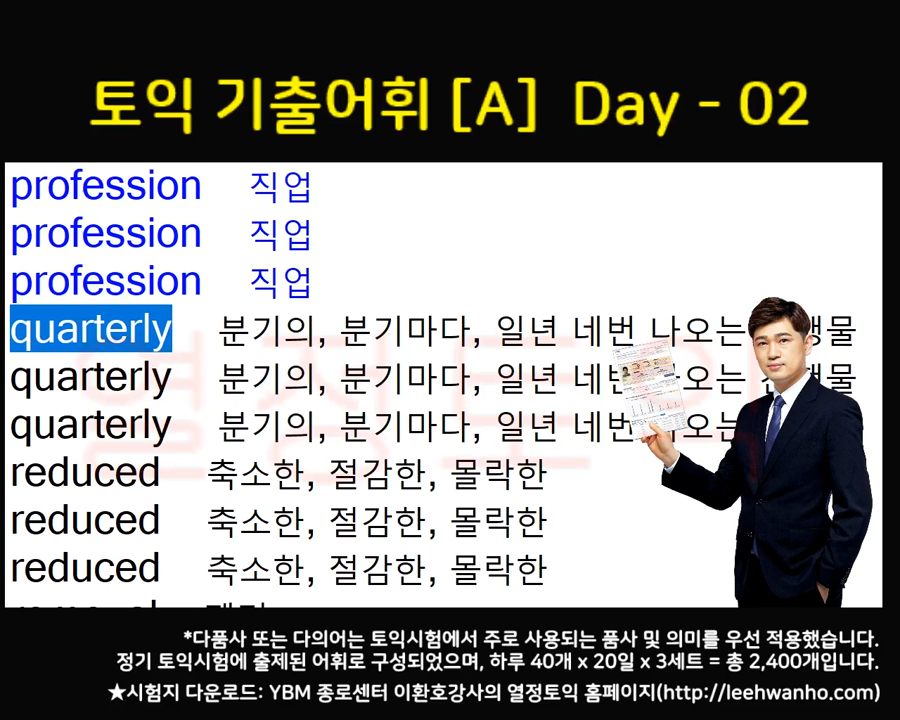 토익 기출어휘 [A] Day - 02
profession 직업
profession 직업
profession 직업
quarterly 분기의, 분기마다, 일년 네번 나오는
quarterly 분기의, 분기마다, 일년 네번
quarterly 분기의, 분기마다, 일년 네번
reduced 축소한, 절감한, 몰락한
reduced 축소한, 절감한, 몰락한
reduced 축소한, 절감한, 몰락한
열정토익
*다품사 또는 다의어는 토익시험에서 주로 사용되는 품사 및 의미를 우선 적용했습니다.
정기 토익시험에 출제된 어휘로 구성되었으며, 하루 40개 x 20일 x 3세트 = 총 2,400개입니다.
★시험지 다운로드: YBM 종로센터 이환호강사의 열정토익 홈페이지(http://leehwanho.com)